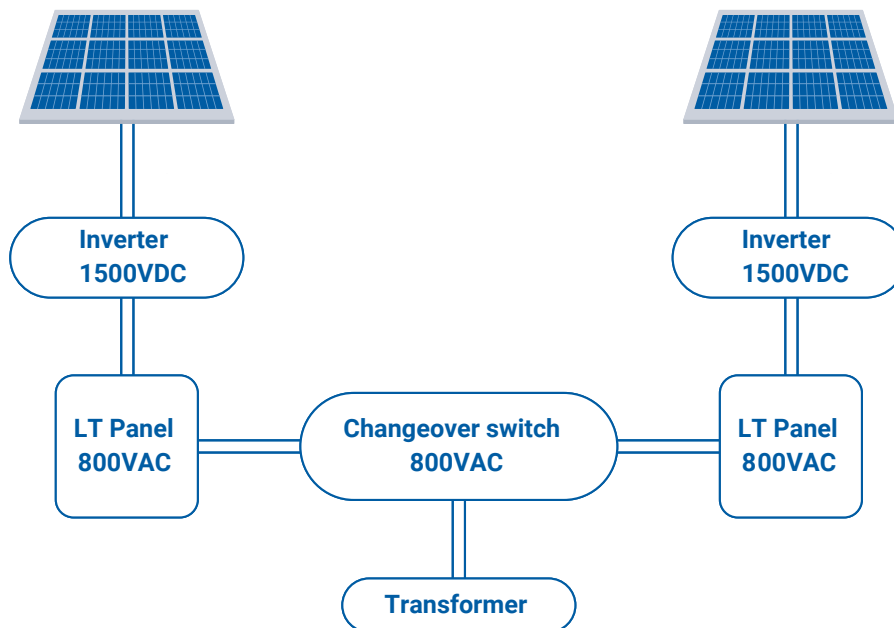 Inverter
1500VDC
Inverter
1500VDC
LT Panel
800VAC
Changeover switch
800VAC
LT Panel
800VAC
Transformer